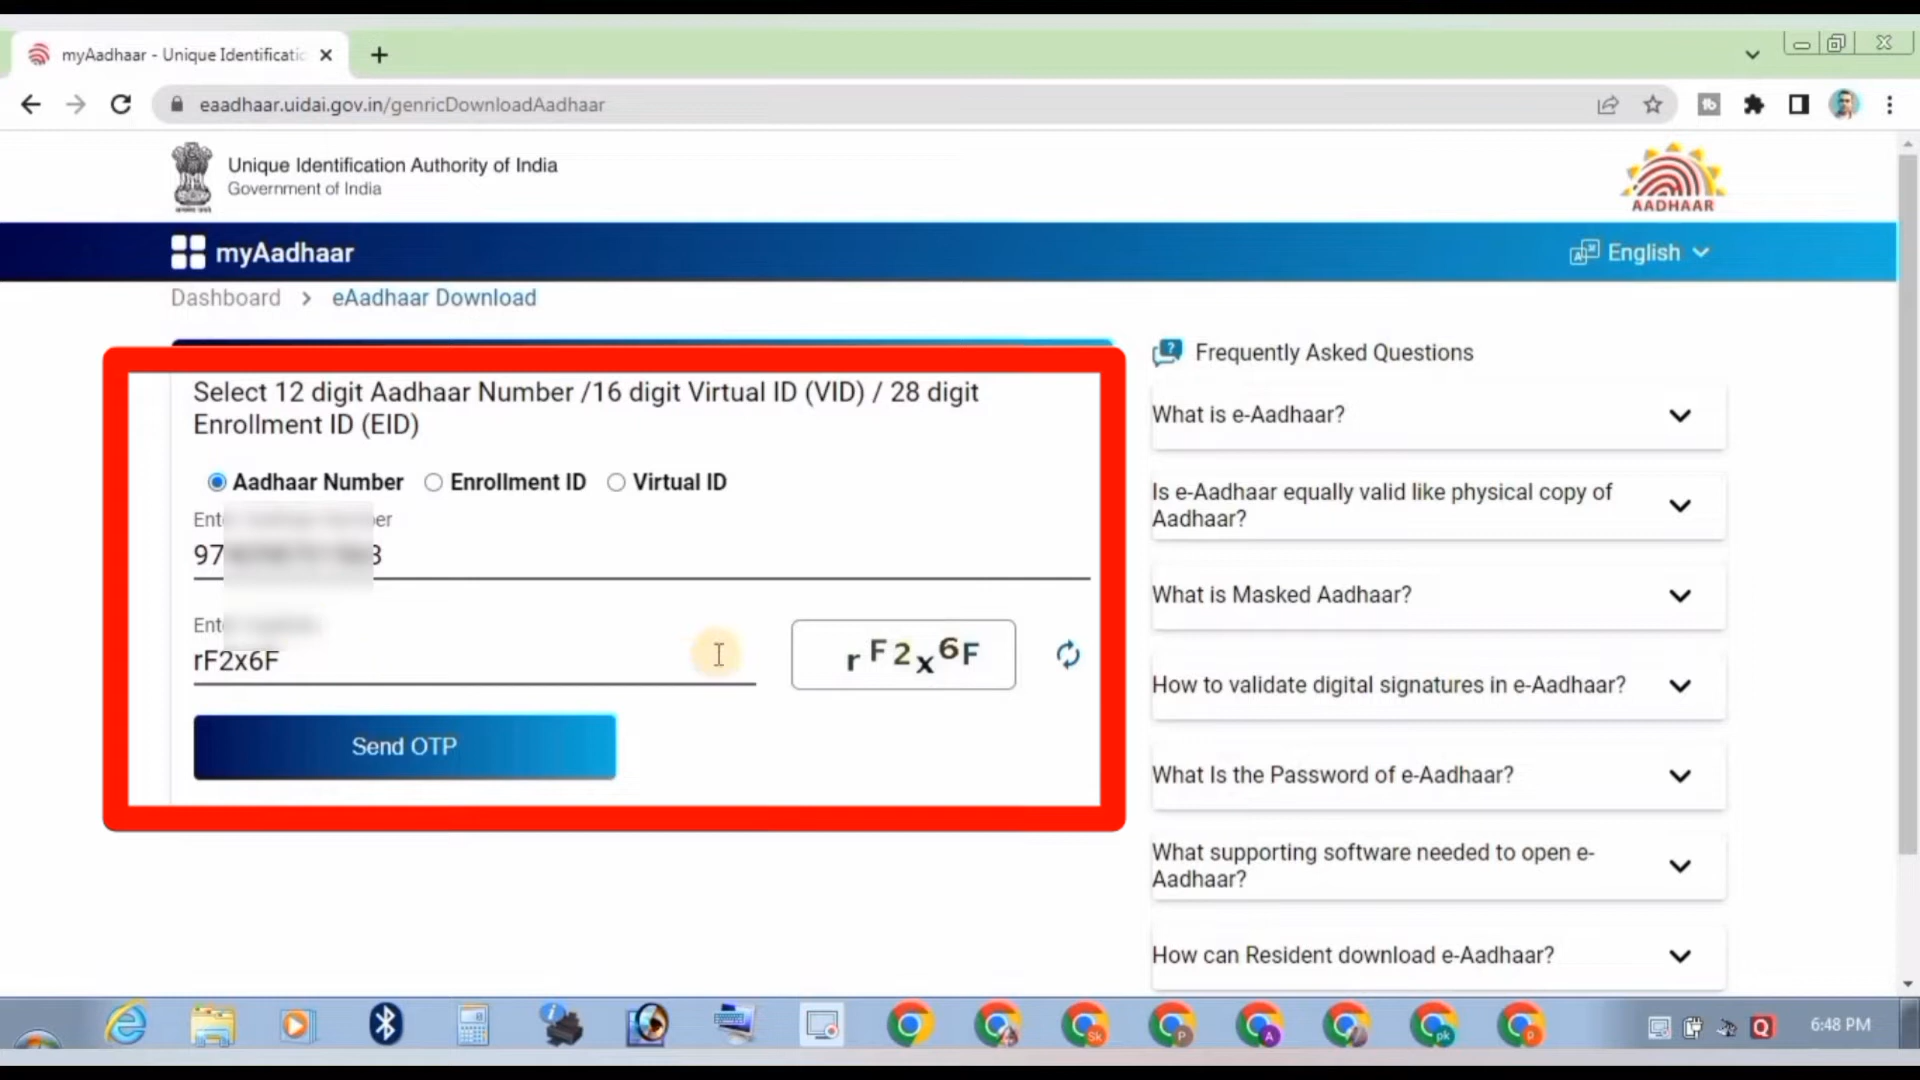 myAadhaar - Unique Identificatic
eaadhaar.uidai.gov.in/genricDownloadAadhaar
Unique Identification Authority of India
Government of India
AADHAAR
myAadhaar
English
Dashboard > eAadhaar Download
Select 12 digit Aadhaar Number /16 digit Virtual ID (VID) / 28 digit
Enrollment ID (EID)
Aadhaar Number Enrollment ID Virtual ID
rF2x6F
rF2x6F
Send OTP
Frequently Asked Questions
What is e-Aadhaar?
Is e-Aadhaar equally valid like physical copy of
Aadhaar?
What is Masked Aadhaar?
How to validate digital signatures in e-Aadhaar?
What Is the Password of e-Aadhaar?
What supporting software needed to open e-
Aadhaar?
How can Resident download e-Aadhaar?
6:48 PM